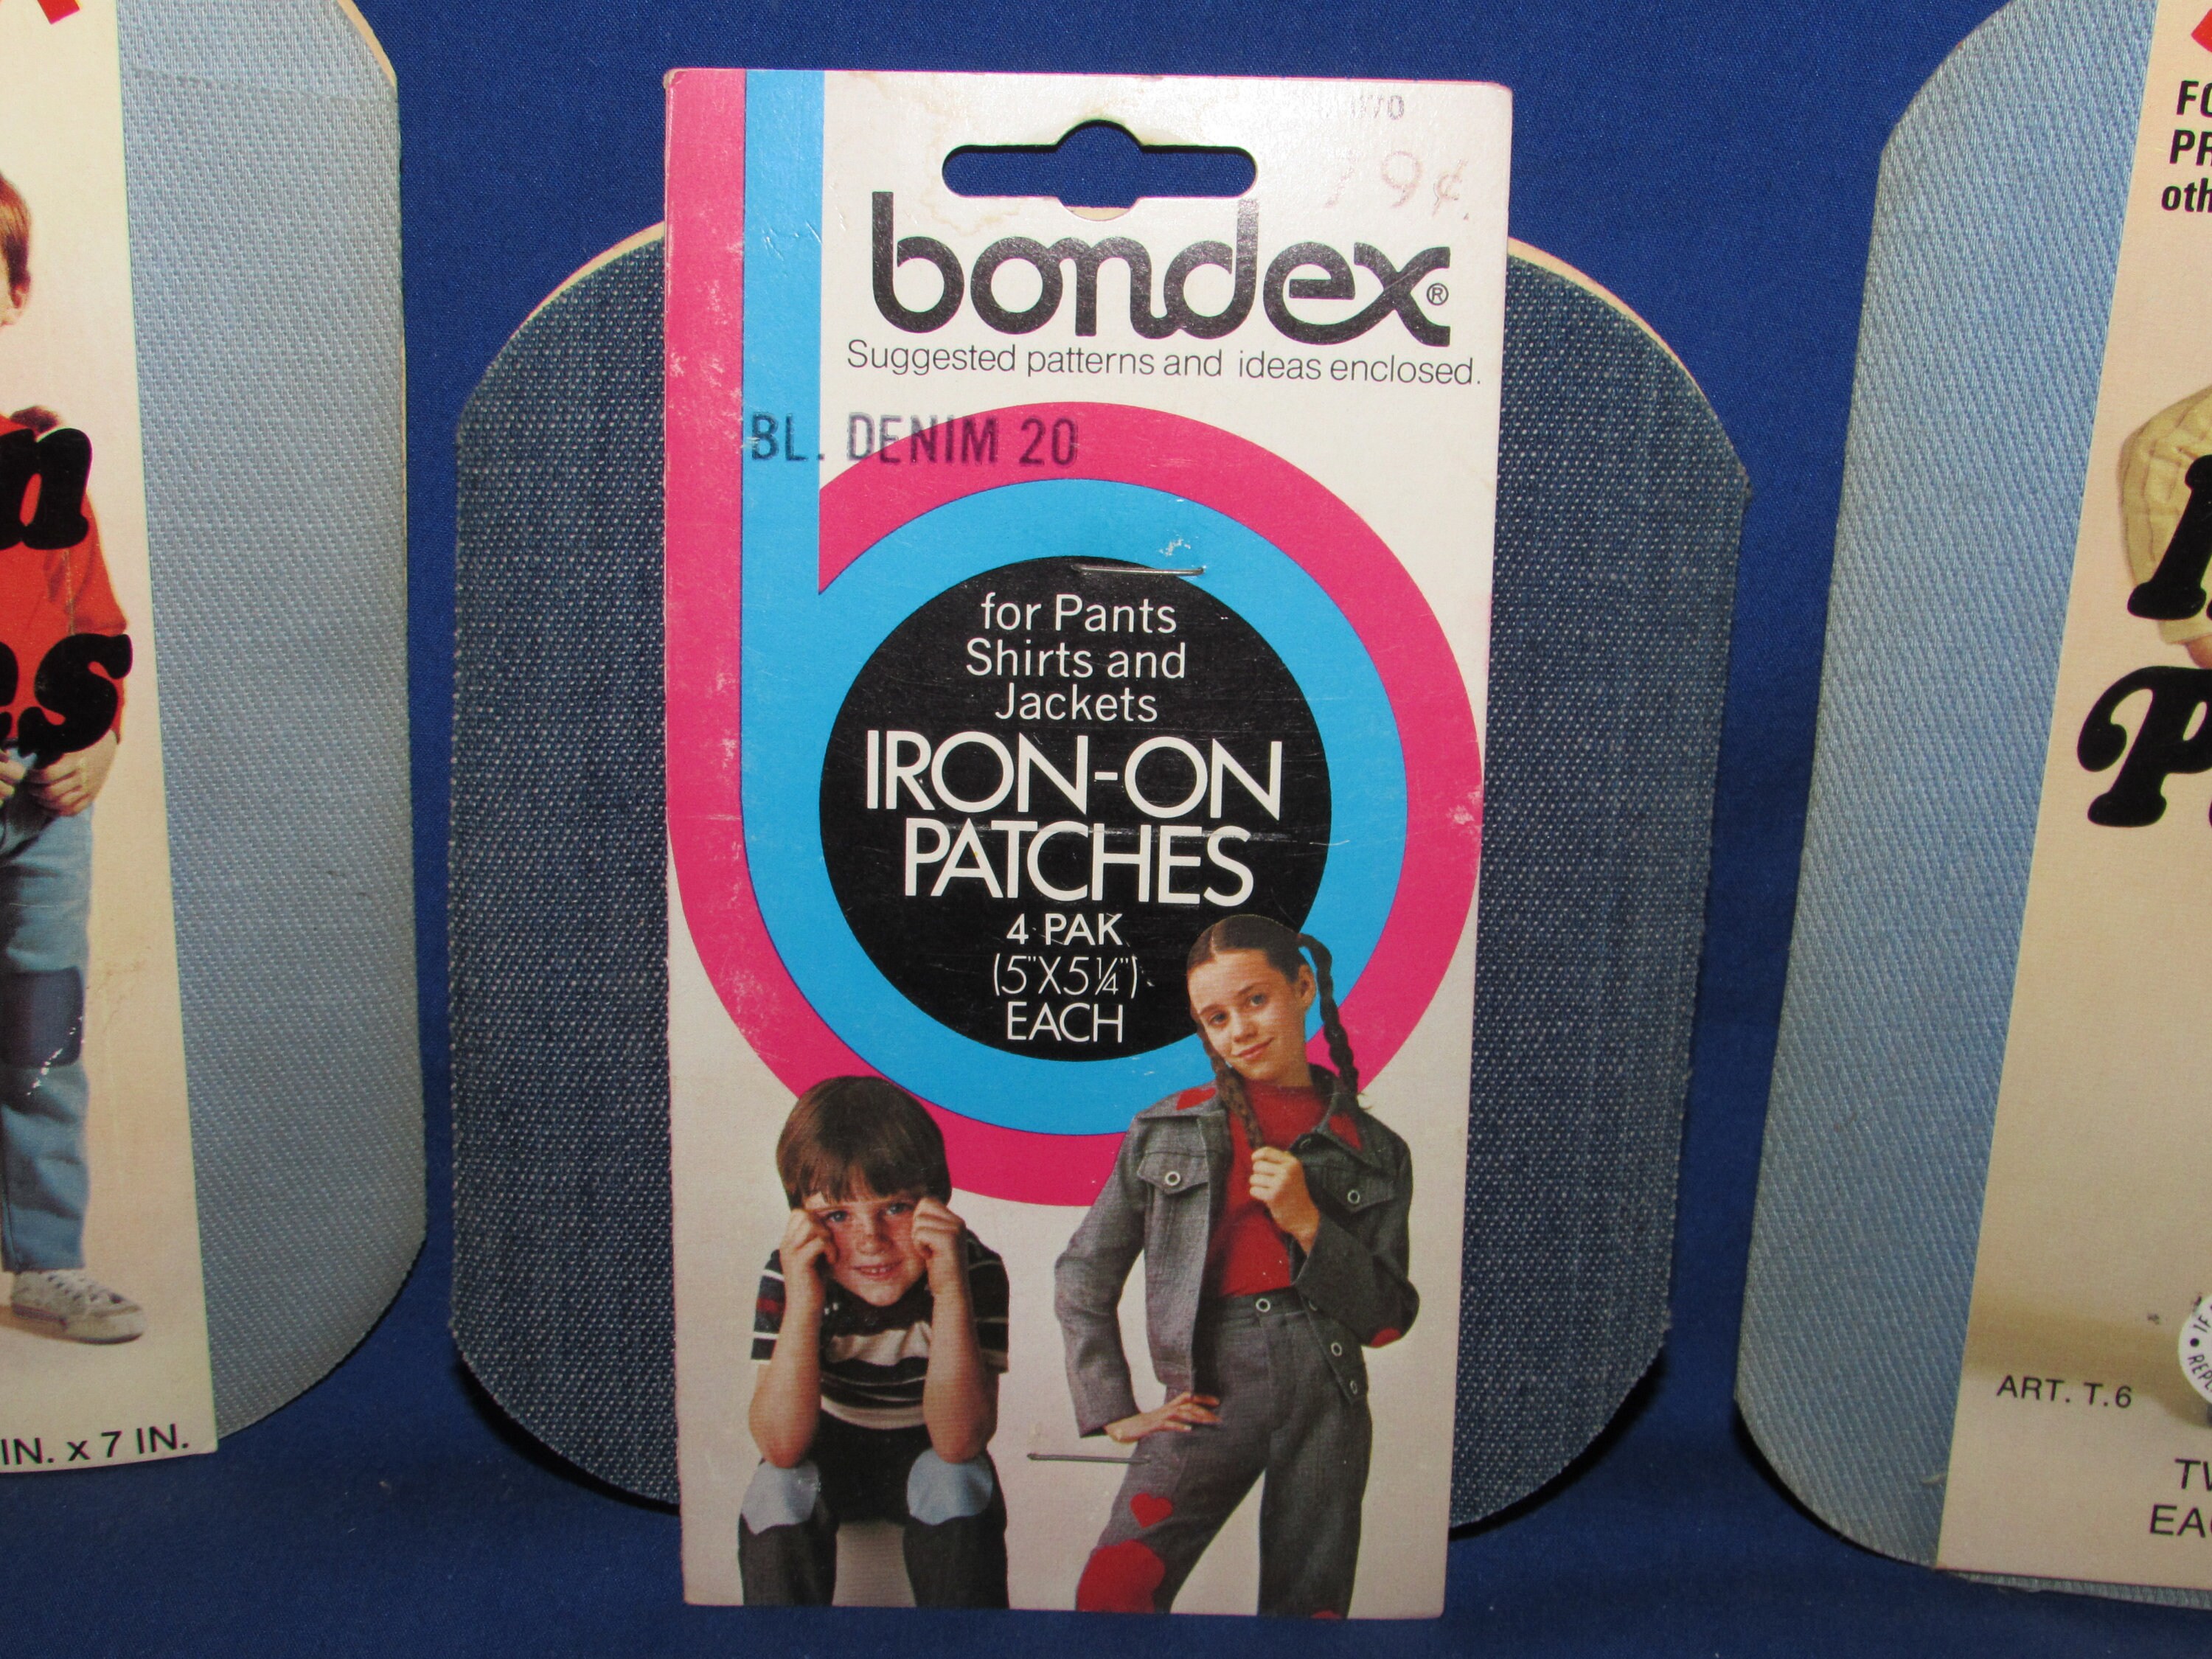 bondex®
Suggested patterns and ideas enclosed.
BL. DENIM 20
for Pants
Shirts and
Jackets
IRON-ON
PATCHES
4 PAK
(5"X5¼")
EACH
9¢
IN. x 7 IN.
ART. T.6